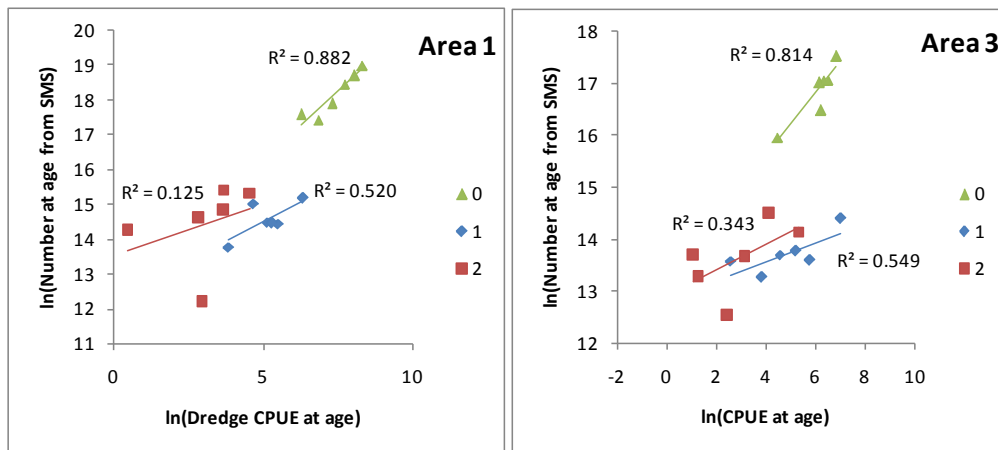 Area 1
ln(Number at age from SMS)
20
19
18
17
16
15
14
13
12
11
R² = 0.882
R² = 0.125
R² = 0.520
0
1
2
0
5
10
ln(Dredge CPUE at age)
Area 3
ln(Number at age from SMS)
18
17
16
15
14
13
12
R² = 0.814
R² = 0.343
R² = 0.549
0
1
2
-2
0
2
4
6
8
10
ln(CPUE at age)